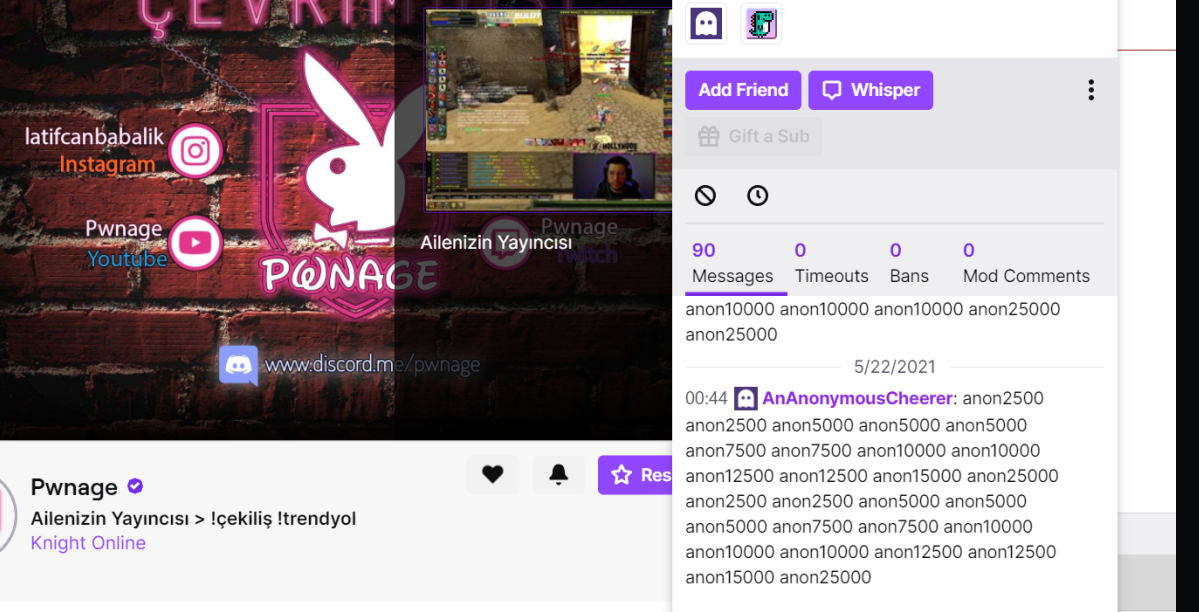 ÇEVRİM
latifcanbabalik
Instagram
Pwnage
Youtube
PWNAGE
Pwnage
Twitch
Ailenizin Yayıncısı
www.discord.me/pwnage
Pwnage
Ailenizin Yayıncısı > !çekiliş !trendyol
Knight Online
Res
Add Friend
Whisper
Gift a Sub
90
Messages
0
Timeouts
0
Bans
0
Mod Comments
anon10000 anon10000 anon10000 anon25000
anon25000
5/22/2021
00:44 AnAnonymousCheerer: anon2500
anon2500 anon5000 anon5000 anon5000
anon7500 anon7500 anon10000 anon10000
anon12500 anon12500 anon15000 anon25000
anon2500 anon2500 anon5000 anon5000
anon5000 anon7500 anon7500 anon10000
anon10000 anon10000 anon12500 anon12500
anon15000 anon25000